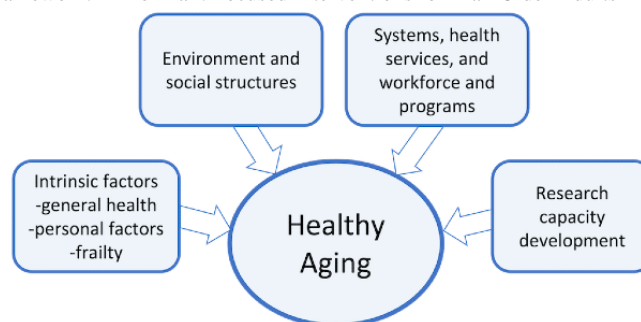 Environment and
social structures
Systems, health
services, and
workforce and
programs
Intrinsic factors
-general health
-personal factors
-frailty
Healthy
Aging
Research
capacity
development